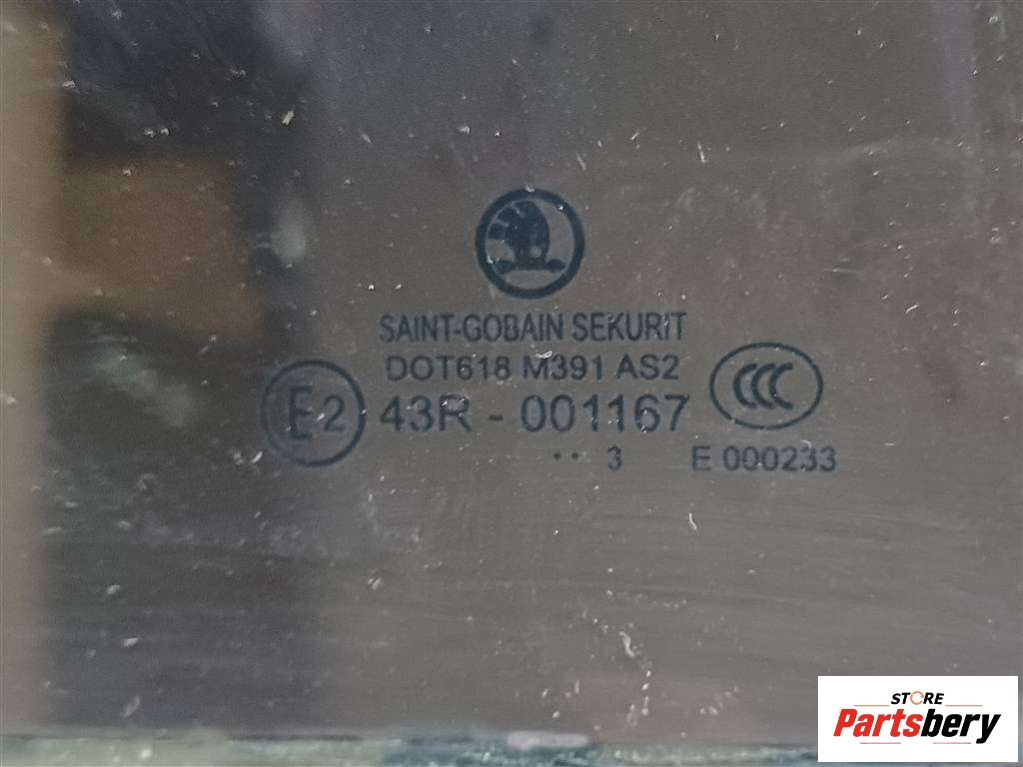 SAINT-GOBAIN SEKURIT
DOT618 M391 AS2
CCC
E2 43R - 001167
·· 3 E 000233
STORE
Partsbery